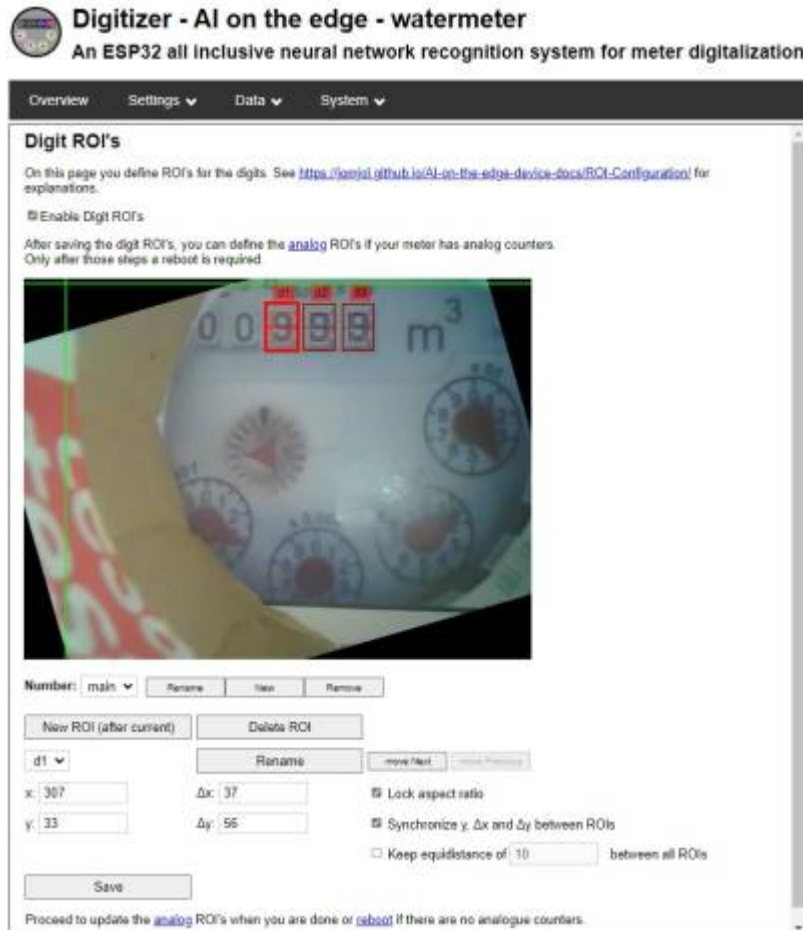 Digitizer - AI on the edge - watermeter
An ESP32 all inclusive neural network recognition system for meter digitalization
Overview Settings Data System
Digit ROI's
On this page you define ROI's for the digits. See https://jomjol.github.io/AI-on-the-edge-device-docs/ROI-Configuration/ for
explanations.
Enable Digit ROI's
After saving the digit ROI's, you can define the analog ROI's if your meter has analog counters.
Only after those steps a reboot is required
d1 d2 d3
0 0 9 9 9 m³
Number: main Rename New Remove
New ROI (after current) Delete ROI
d1 Rename move Next move Previous
x: 307 Δx: 37 Lock aspect ratio
y: 33 Δy: 56 Synchronize y, Δx and Δy between ROIs
Keep equidistance of 10 between all ROIs
Save
Proceed to update the analog ROI's when you are done or reboot if there are no analogue counters.